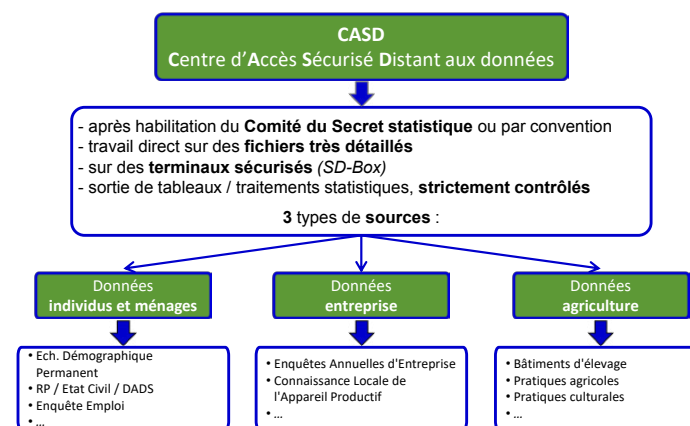 CASD
Centre d'Accès Sécurisé Distant aux données
- après habilitation du Comité du Secret statistique ou par convention
- travail direct sur des fichiers très détaillés
- sur des terminaux sécurisés (SD-Box)
- sortie de tableaux / traitements statistiques, strictement contrôlés
3 types de sources :
Données
individus et ménages
Données
entreprise
Données
agriculture
• Ech. Démographique
Permanent
• RP / Etat Civil / DADS
• Enquête Emploi
• ...
• Enquêtes Annuelles d'Entreprise
• Connaissance Locale de
l'Appareil Productif
• ...
• Bâtiments d'élevage
• Pratiques agricoles
• Pratiques culturales
• ...